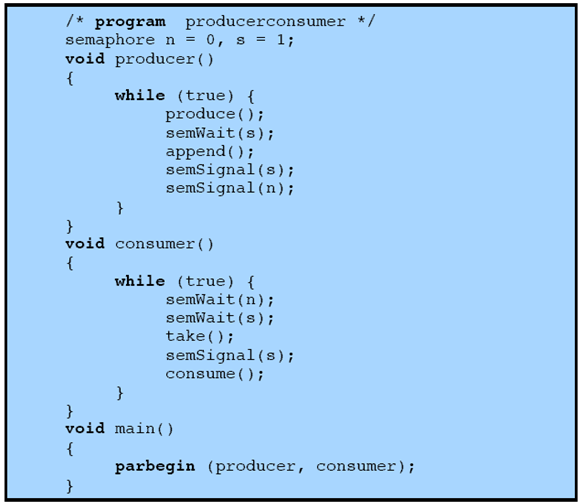 /* program producerconsumer */
semaphore n = 0, s = 1;
void producer()
{
while (true) {
produce();
semWait(s);
append();
semSignal(s);
semSignal(n);
}
}
void consumer()
{
while (true) {
semWait(n);
semWait(s);
take();
semSignal(s);
consume();
}
}
void main()
{
parbegin (producer, consumer);
}